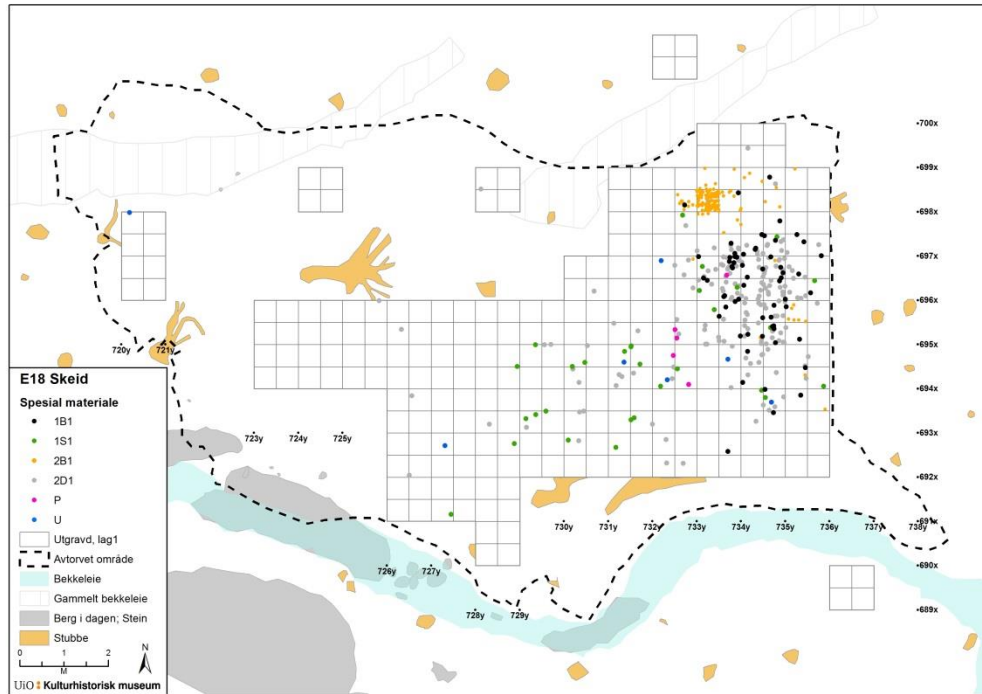 700x
699x
698x
697x
696x
695x
720y 721y
694x
723y 724y 725y
693x
692x
730y 731y 732y 733y 734y 735y 736y 737y 738y
691x
726y 727y
690x
728y 729y
689x
E18 Skeid
Spesial materiale
1B1
1S1
2B1
2D1
P
U
Utgravd, lag1
Avtorvet område
Bekkeleie
Gammelt bekkeleie
Berg i dagen; Stein
Stubbe
0 1 2
M
N
UiO Kulturhistorisk museum